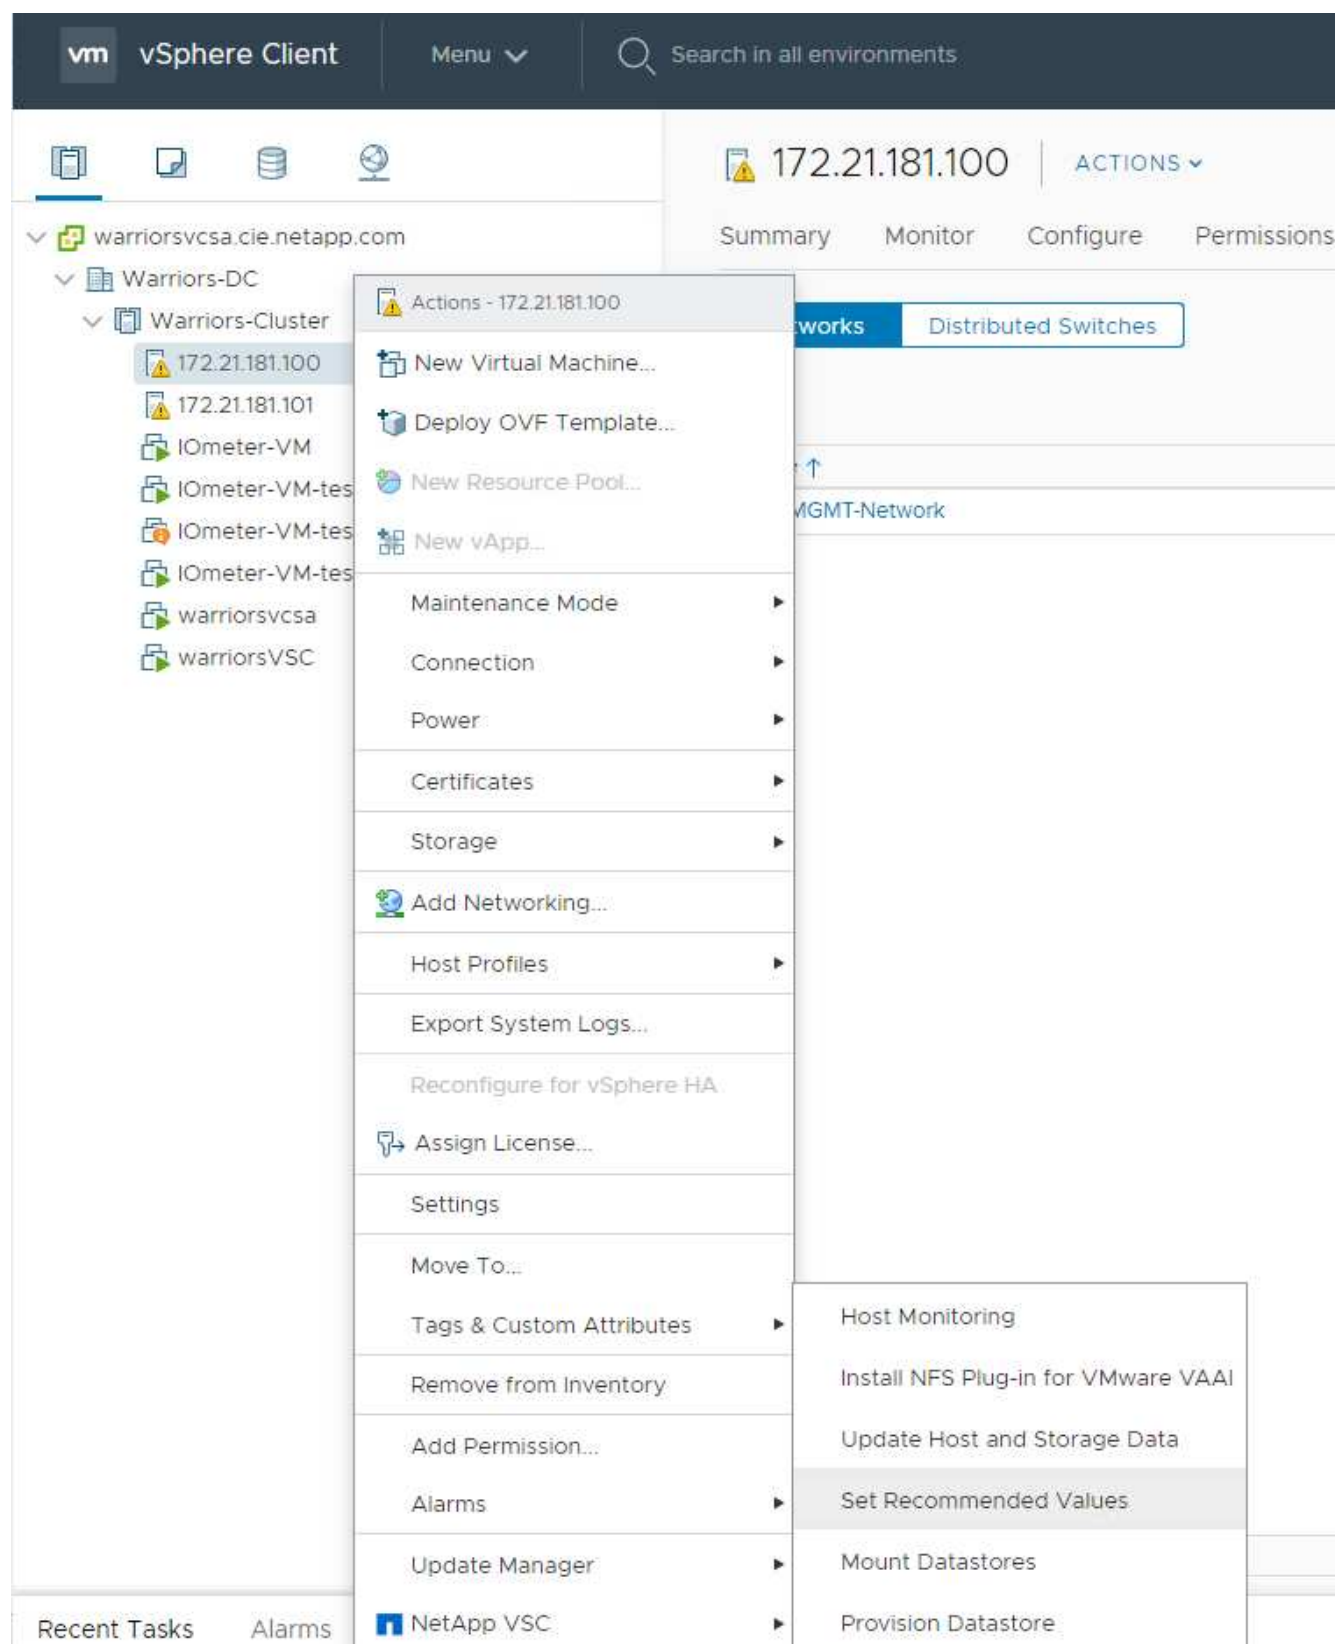 vm vSphere Client Menu Search in all environments
172.21.181.100 ACTIONS
Summary Monitor Configure Permissions
works Distributed Switches
MGMT-Network
warriorsvcsa.cie.netapp.com
Warriors-DC
Warriors-Cluster
172.21.181.100
172.21.181.101
IOmeter-VM
IOmeter-VM-tes
IOmeter-VM-tes
IOmeter-VM-tes
warriorsvcsa
warriorsVSC
Actions - 172.21.181.100
New Virtual Machine...
Deploy OVF Template...
New Resource Pool...
New vApp...
Maintenance Mode
Connection
Power
Certificates
Storage
Add Networking...
Host Profiles
Export System Logs...
Reconfigure for vSphere HA
Assign License...
Settings
Move To...
Tags & Custom Attributes
Remove from Inventory
Add Permission...
Alarms
Update Manager
NetApp VSC
Host Monitoring
Install NFS Plug-in for VMware VAAI
Update Host and Storage Data
Set Recommended Values
Mount Datastores
Provision Datastore
Recent Tasks Alarms